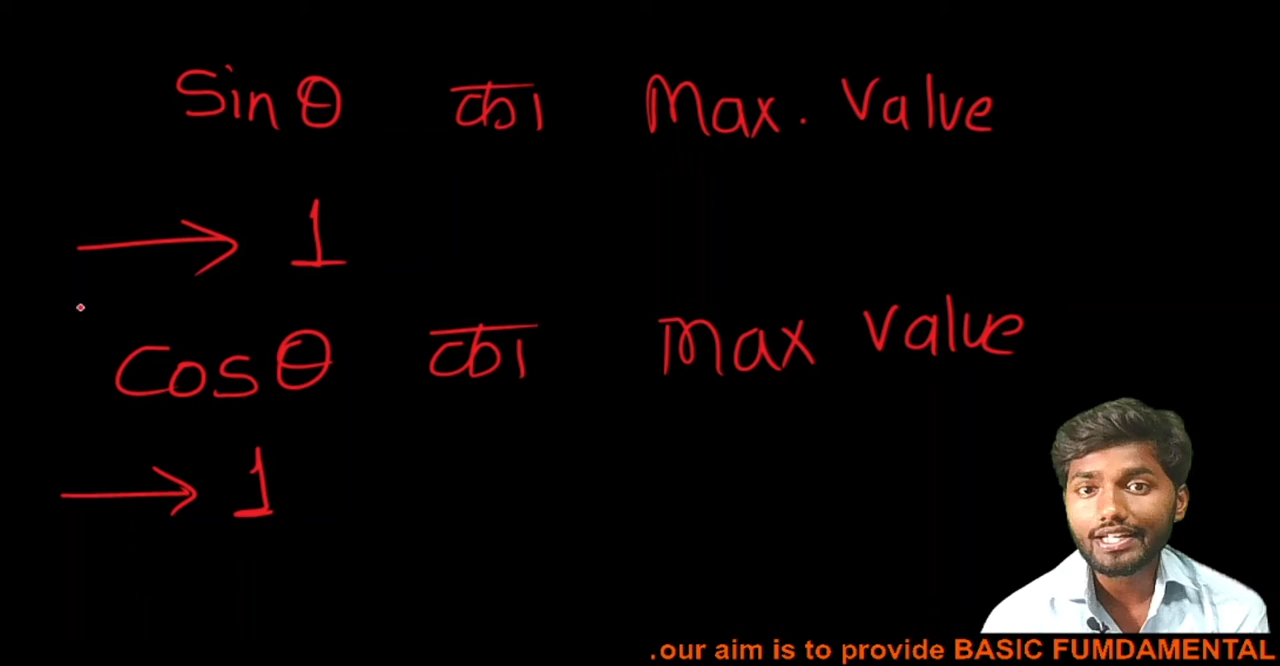 Sinθ का Max. Value
→ 1
Cosθ का Max Value
→ 1
.our aim is to provide BASIC FUMDAMENTAL